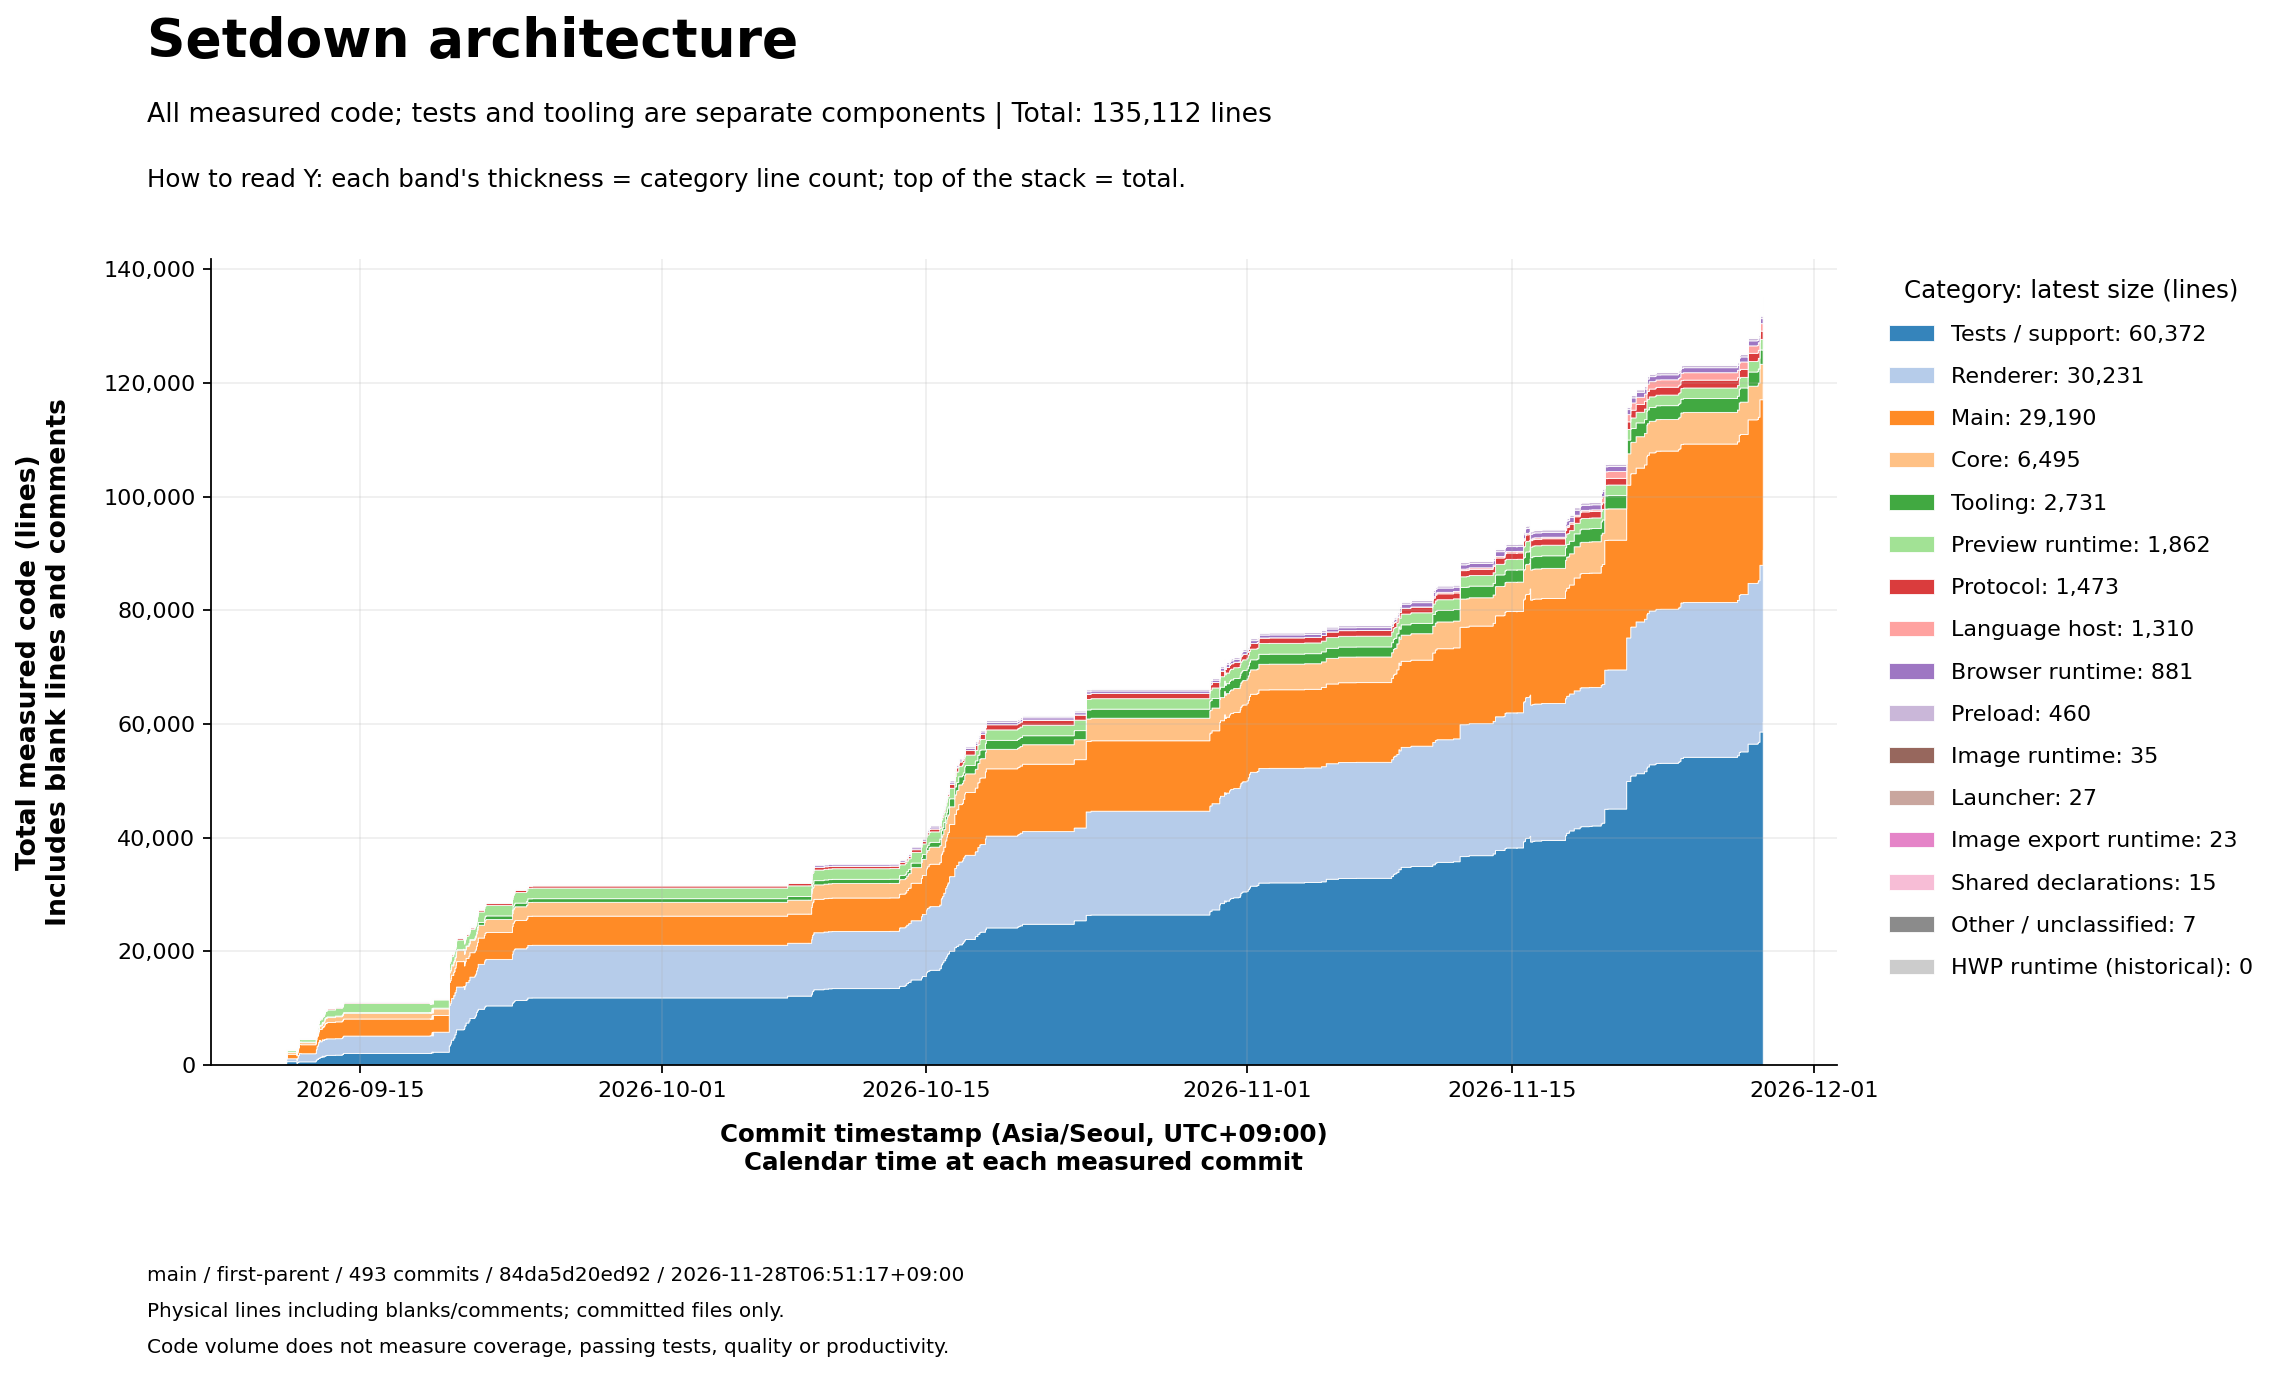 Setdown architecture
All measured code; tests and tooling are separate components | Total: 135,112 lines
How to read Y: each band's thickness = category line count; top of the stack = total.
Total measured code (lines)
Includes blank lines and comments
140,000
120,000
100,000
80,000
60,000
40,000
20,000
0
2026-09-15
2026-10-01
2026-10-15
2026-11-01
2026-11-15
2026-12-01
Commit timestamp (Asia/Seoul, UTC+09:00)
Calendar time at each measured commit
Category: latest size (lines)
Tests / support: 60,372
Renderer: 30,231
Main: 29,190
Core: 6,495
Tooling: 2,731
Preview runtime: 1,862
Protocol: 1,473
Language host: 1,310
Browser runtime: 881
Preload: 460
Image runtime: 35
Launcher: 27
Image export runtime: 23
Shared declarations: 15
Other / unclassified: 7
HWP runtime (historical): 0
main / first-parent / 493 commits / 84da5d20ed92 / 2026-11-28T06:51:17+09:00
Physical lines including blanks/comments; committed files only.
Code volume does not measure coverage, passing tests, quality or productivity.